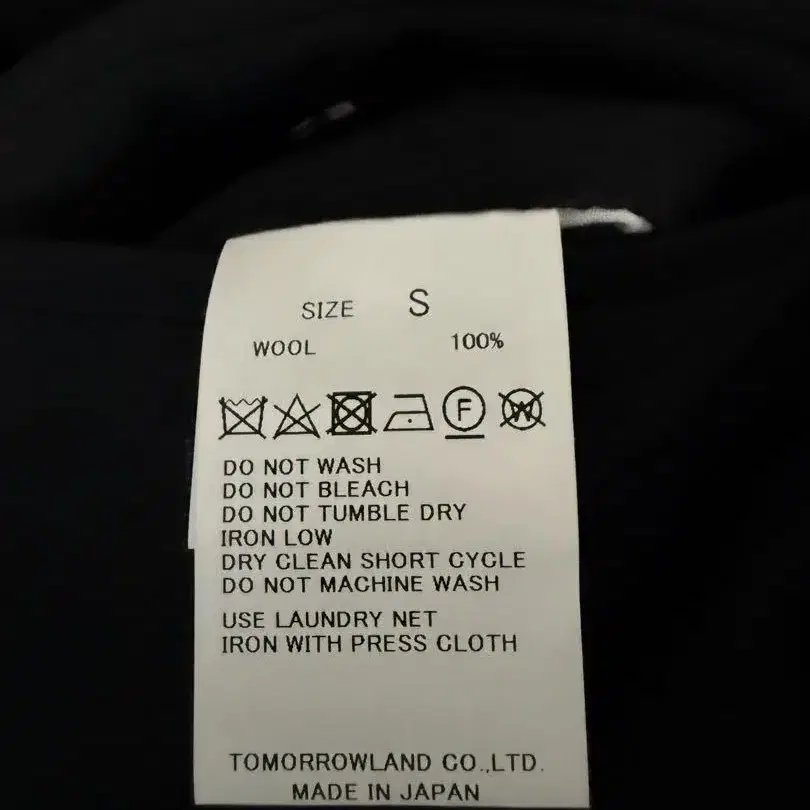 SIZE S
WOOL 100%
F W
DO NOT WASH
DO NOT BLEACH
DO NOT TUMBLE DRY
IRON LOW
DRY CLEAN SHORT CYCLE
DO NOT MACHINE WASH
USE LAUNDRY NET
IRON WITH PRESS CLOTH
TOMORROWLAND CO.,LTD.
MADE IN JAPAN